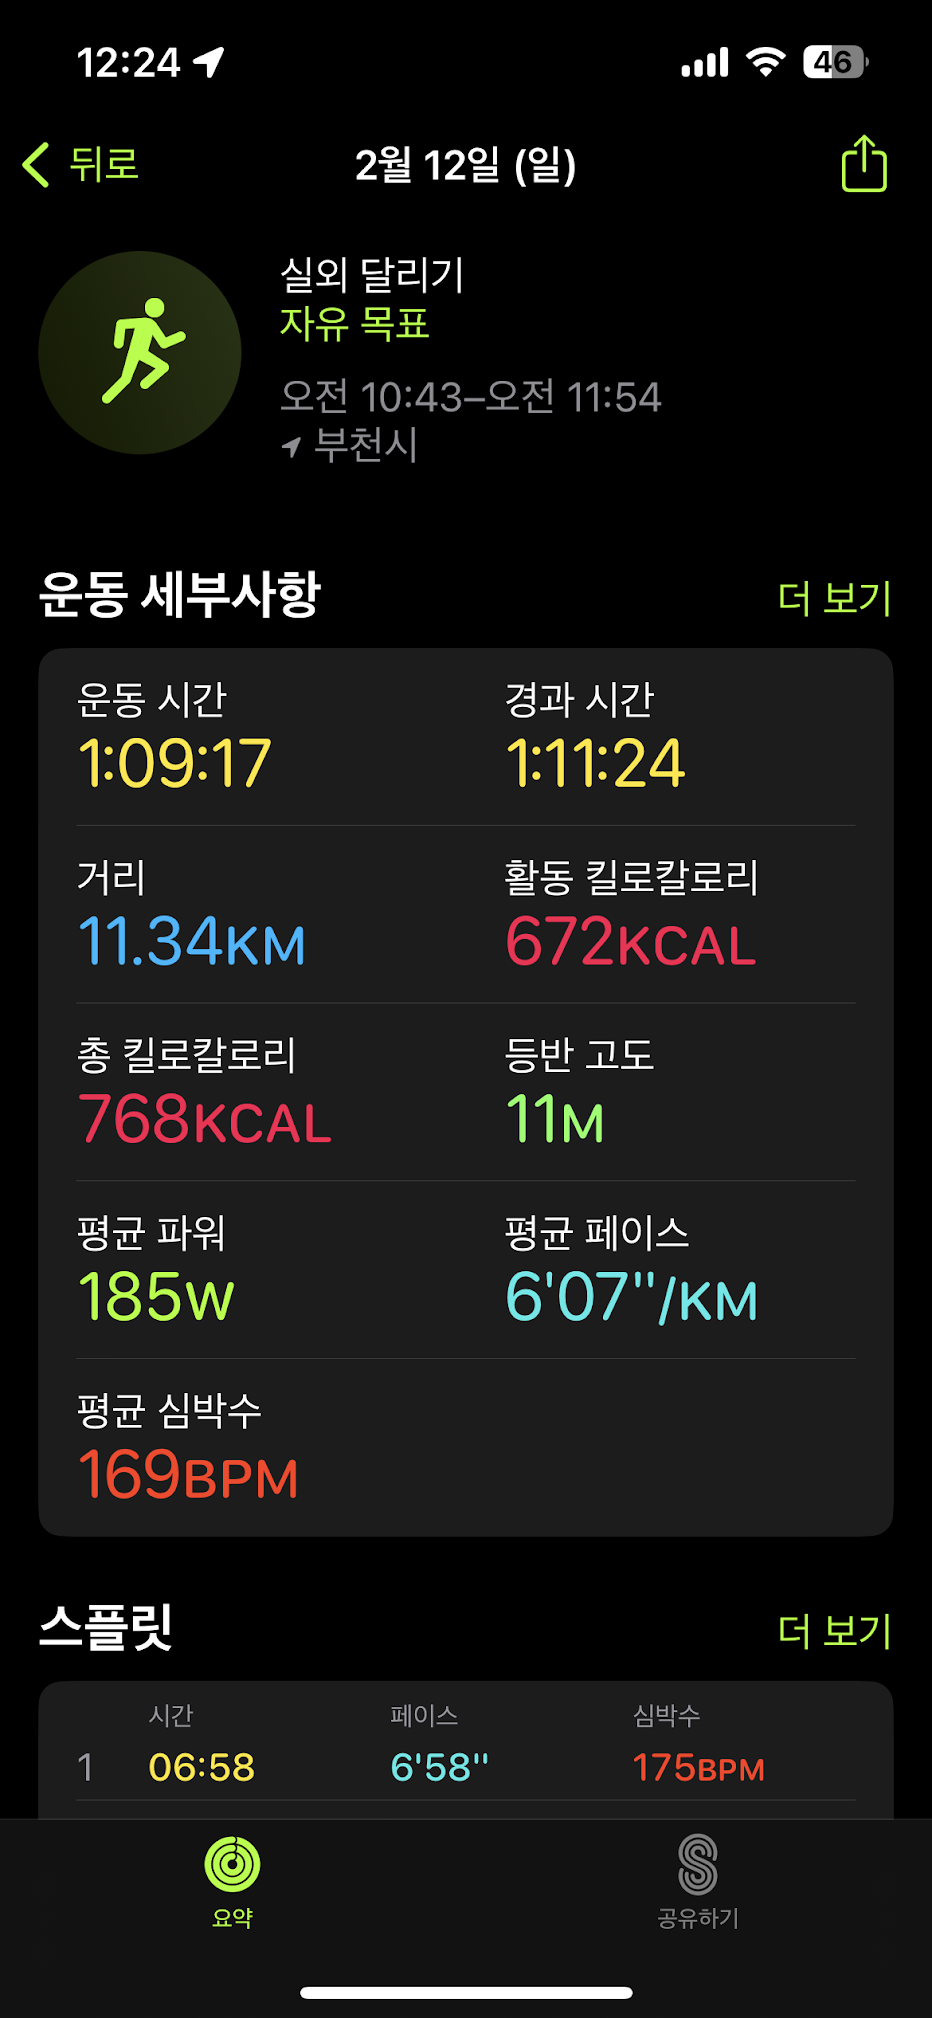 12:24
46
뒤로
2월 12일 (일)
실외 달리기
자유 목표
오전 10:43–오전 11:54
부천시
운동 세부사항
더 보기
운동 시간
1:09:17
경과 시간
1:11:24
거리
11.34KM
활동 킬로칼로리
672KCAL
총 킬로칼로리
768KCAL
등반 고도
11M
평균 파워
185W
평균 페이스
6'07"/KM
평균 심박수
169BPM
스플릿
더 보기
시간 페이스 심박수
1 06:58 6'58" 175BPM
요약
공유하기